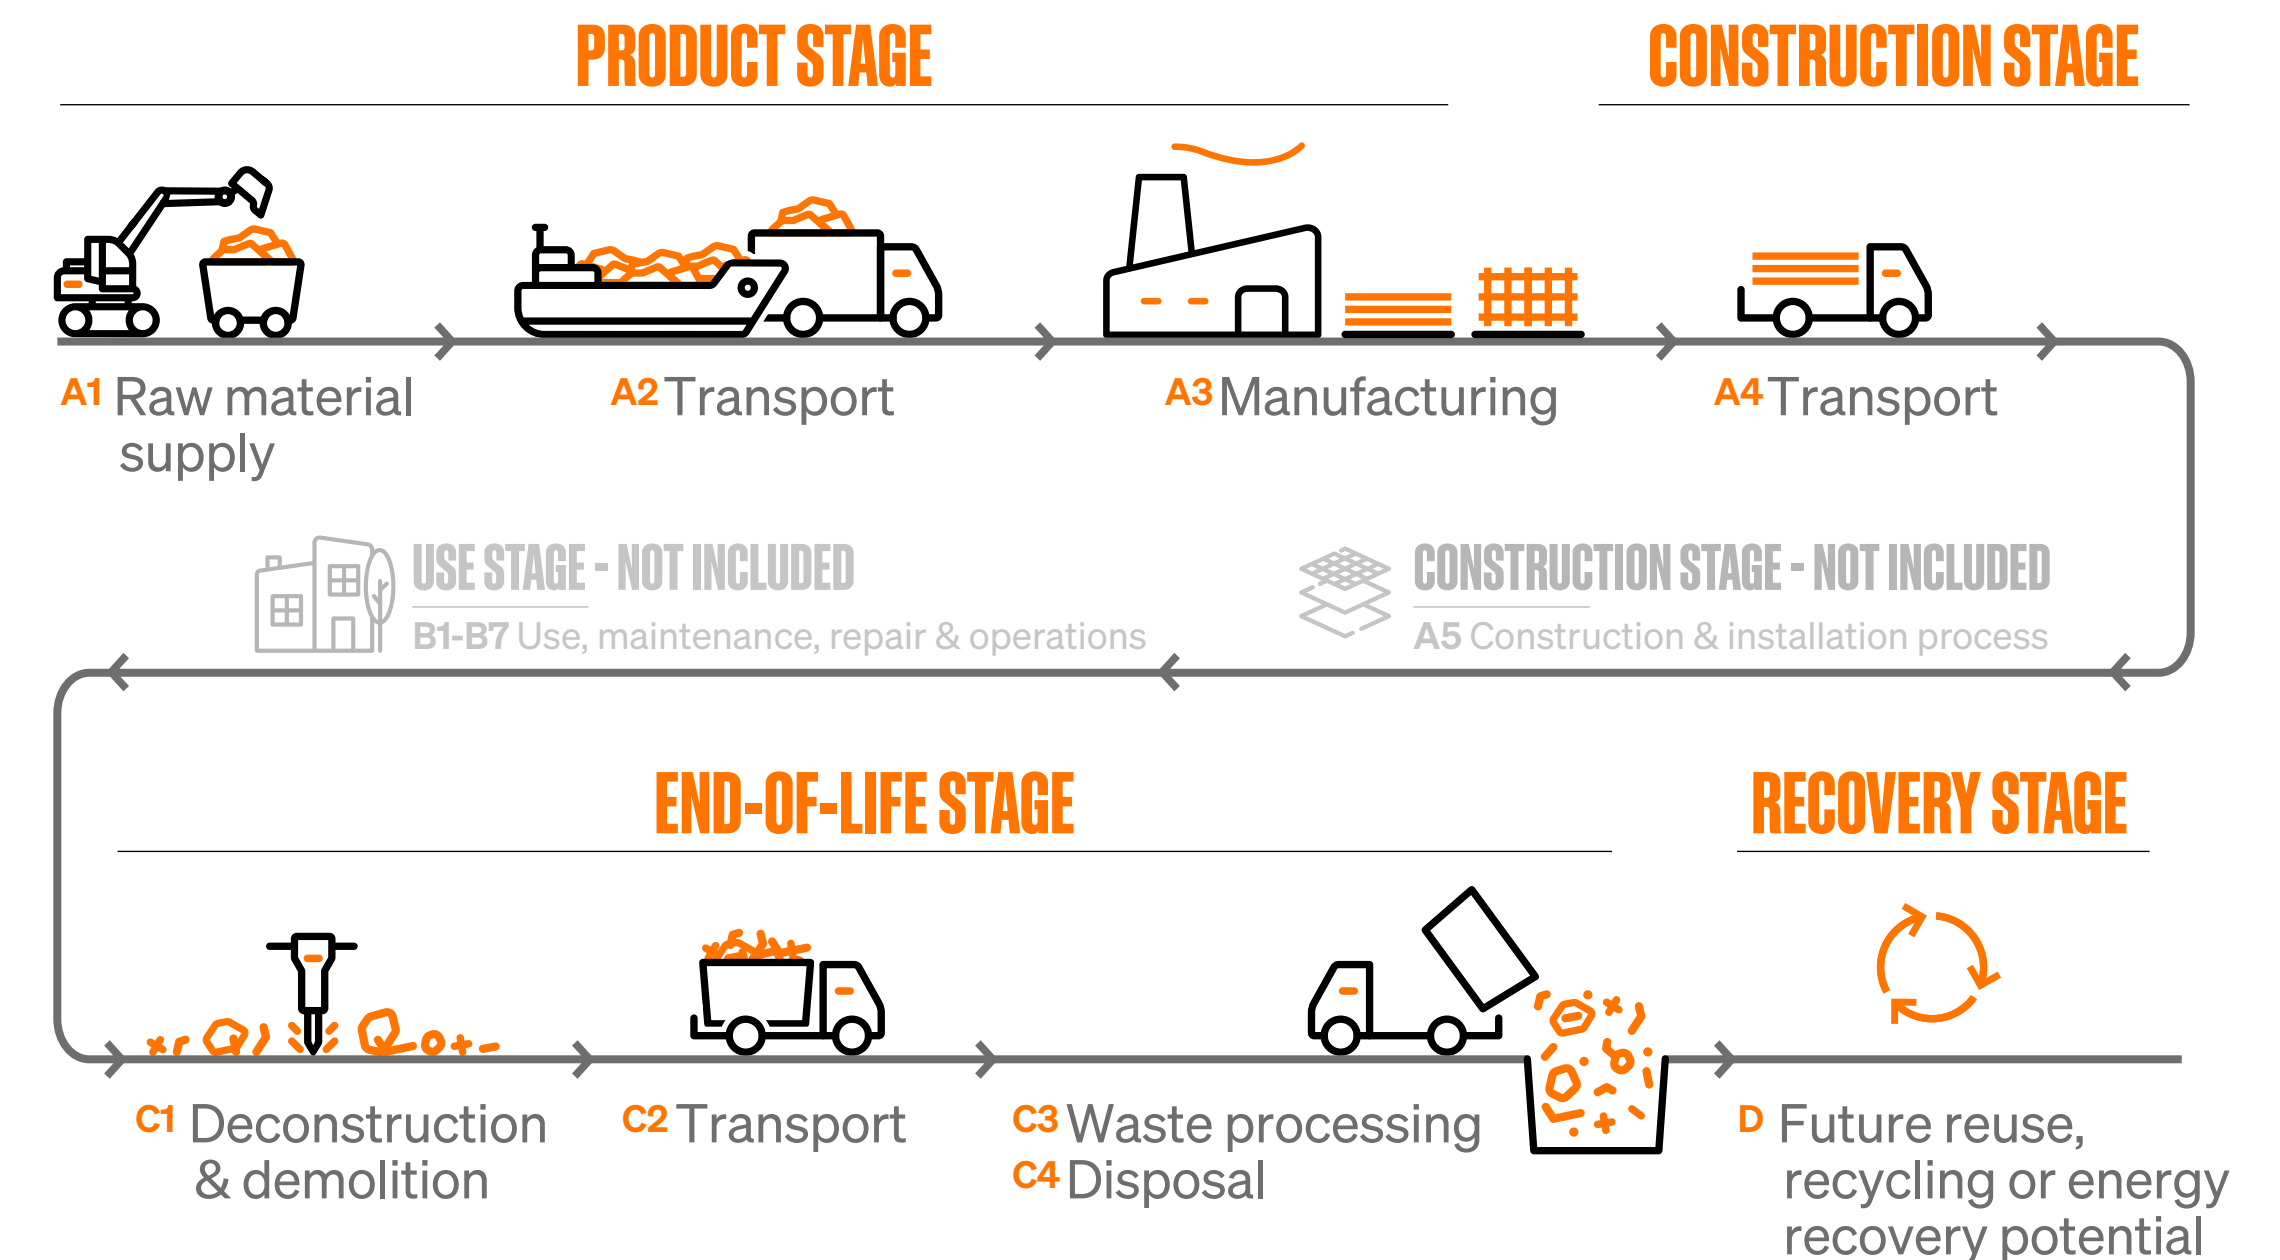 PRODUCT STAGE
CONSTRUCTION STAGE
A1 Raw material
supply
A2 Transport
A3 Manufacturing
A4 Transport
USE STAGE - NOT INCLUDED
B1-B7 Use, maintenance, repair & operations
CONSTRUCTION STAGE - NOT INCLUDED
A5 Construction & installation process
END-OF-LIFE STAGE
RECOVERY STAGE
C1 Deconstruction
& demolition
C2 Transport
C3 Waste processing
C4 Disposal
D Future reuse,
recycling or energy
recovery potential